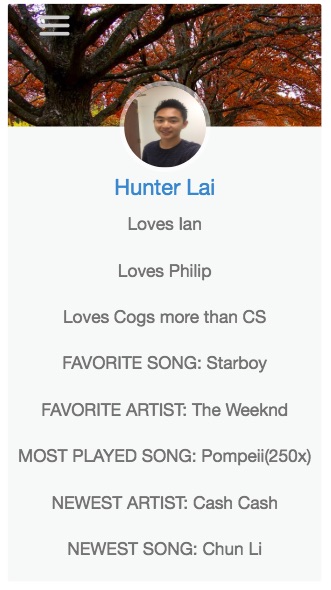 Hunter Lai
Loves Ian
Loves Philip
Loves Cogs more than CS
FAVORITE SONG: Starboy
FAVORITE ARTIST: The Weeknd
MOST PLAYED SONG: Pompeii(250x)
NEWEST ARTIST: Cash Cash
NEWEST SONG: Chun Li